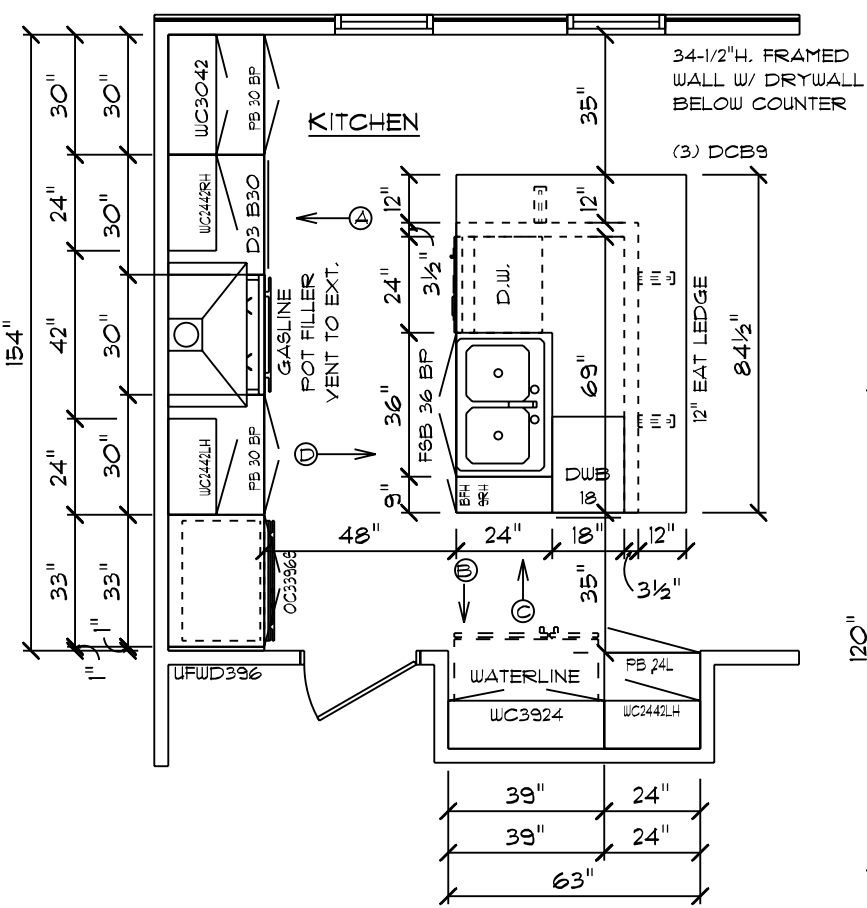 34-1/2"H. FRAMED
WALL W/ DRYWALL
BELOW COUNTER
(3) DCB9
KITCHEN
30"
30"
WC3042
PB 30 BP
35"
24"
30"
WC2442RH
D3 B30
A
12"
12"
3½"
24"
D.W.
154"
42"
30"
GASLINE
POT FILLER
VENT TO EXT.
36"
FSB 36 BP
69"
12" EAT LEDGE
84½"
24"
30"
WC2442LH
PB 30 BP
D
9"
BFH
9RH
DWB
18
48"
24"
18"
12"
3½"
33"
33"
OC3396S
B
C
35"
1"
1"
UFWD396
WATERLINE
PB 24L
WC3924
WC2442LH
120"
39"
24"
39"
24"
63"